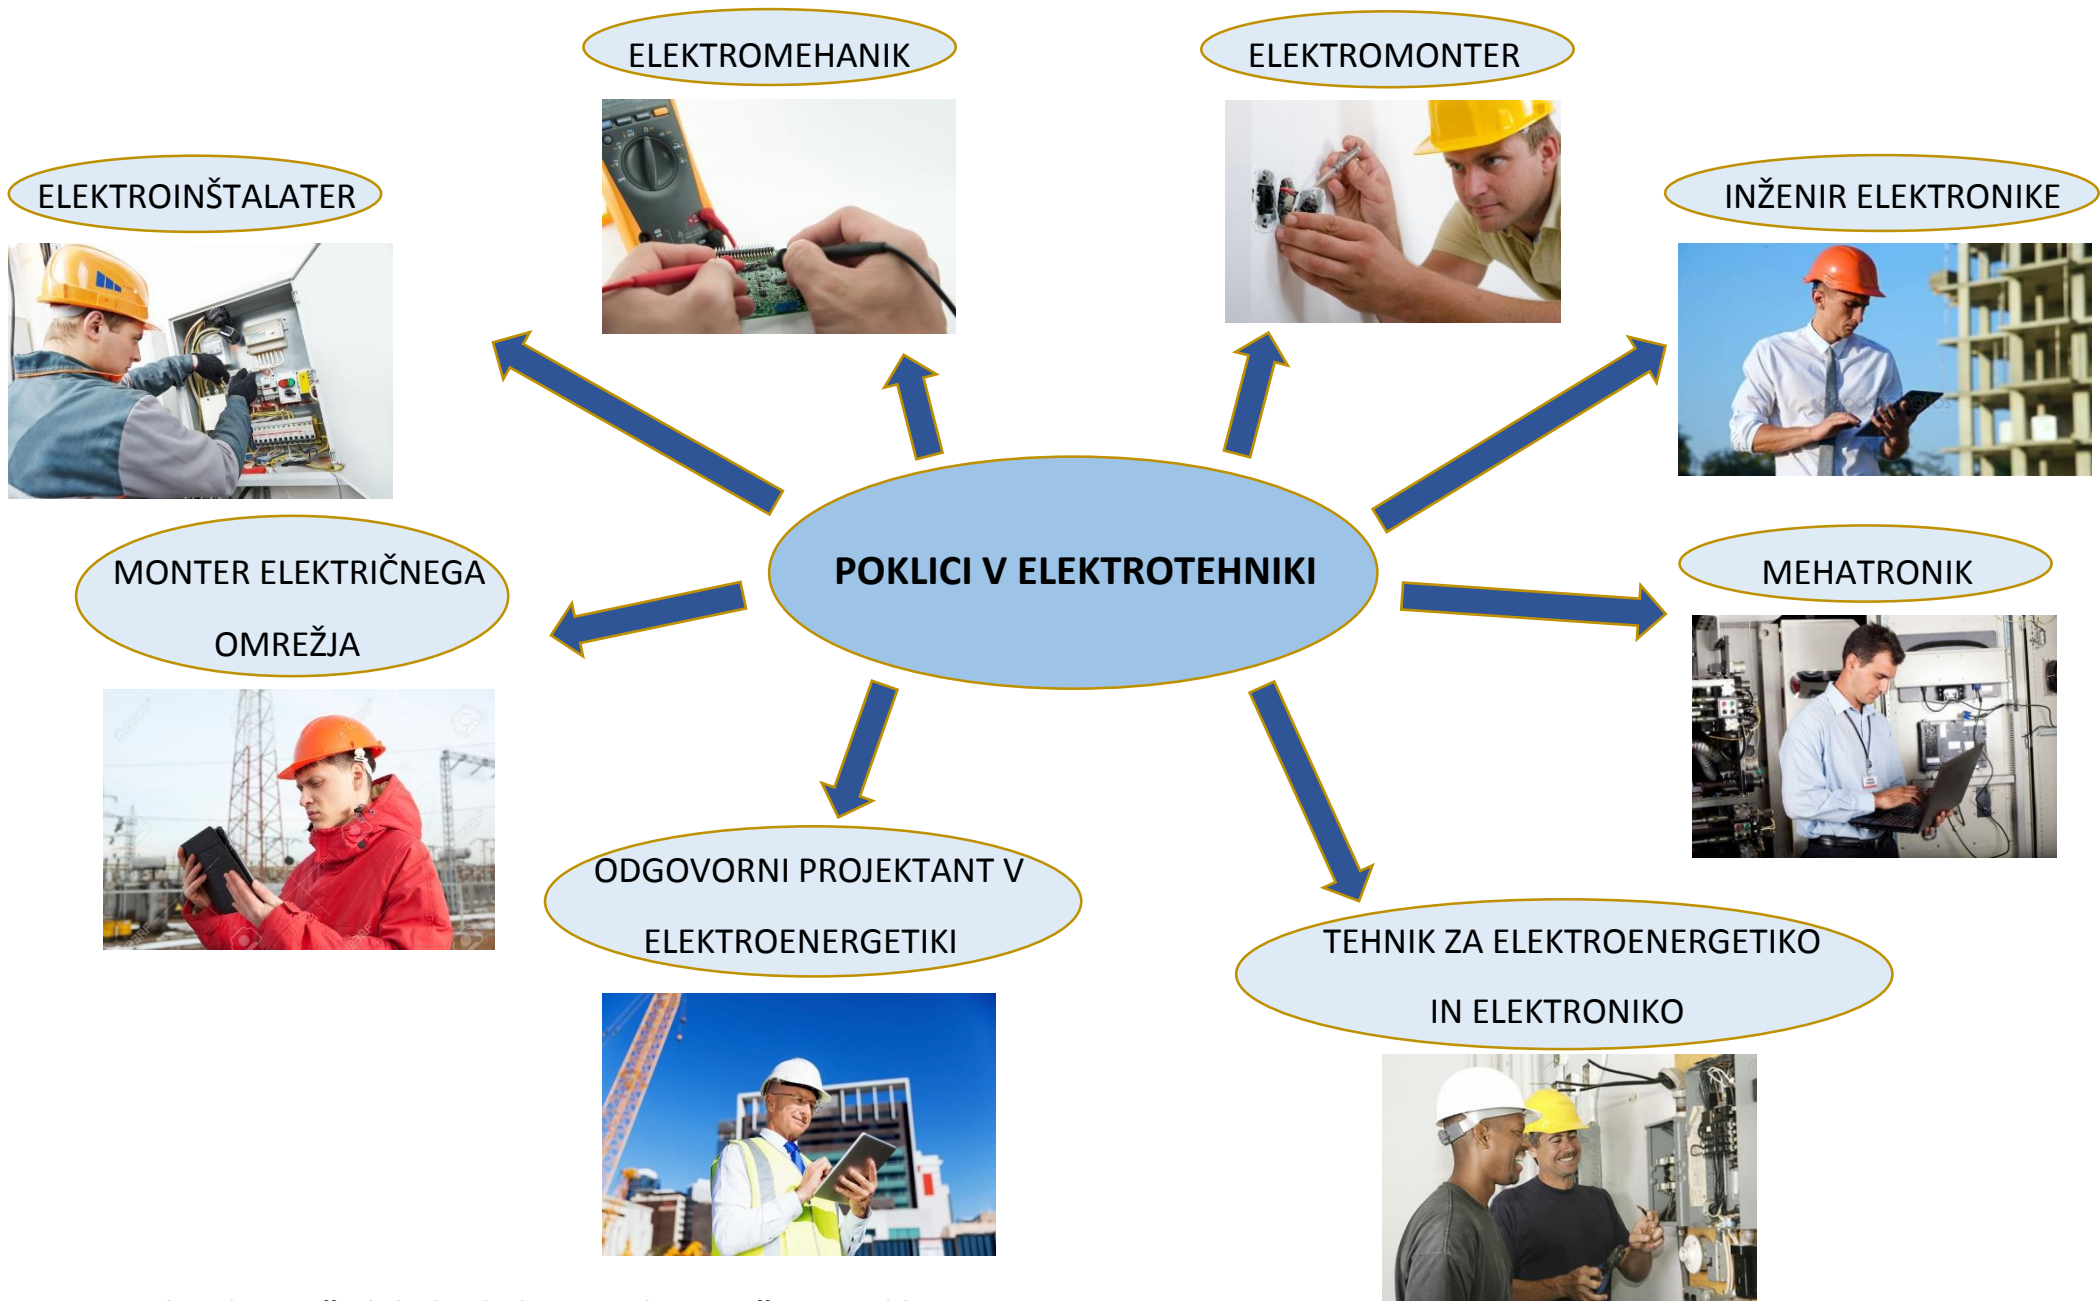 ELEKTROMEHANIK
ELEKTROMONTER
ELEKTROINŠTALATER
INŽENIR ELEKTRONIKE
MONTER ELEKTRIČNEGA
OMREŽJA
POKLICI V ELEKTROTEHNIKI
MEHATRONIK
ODGOVORNI PROJEKTANT V
ELEKTROENERGETIKI
TEHNIK ZA ELEKTROENERGETIKO
IN ELEKTRONIKO